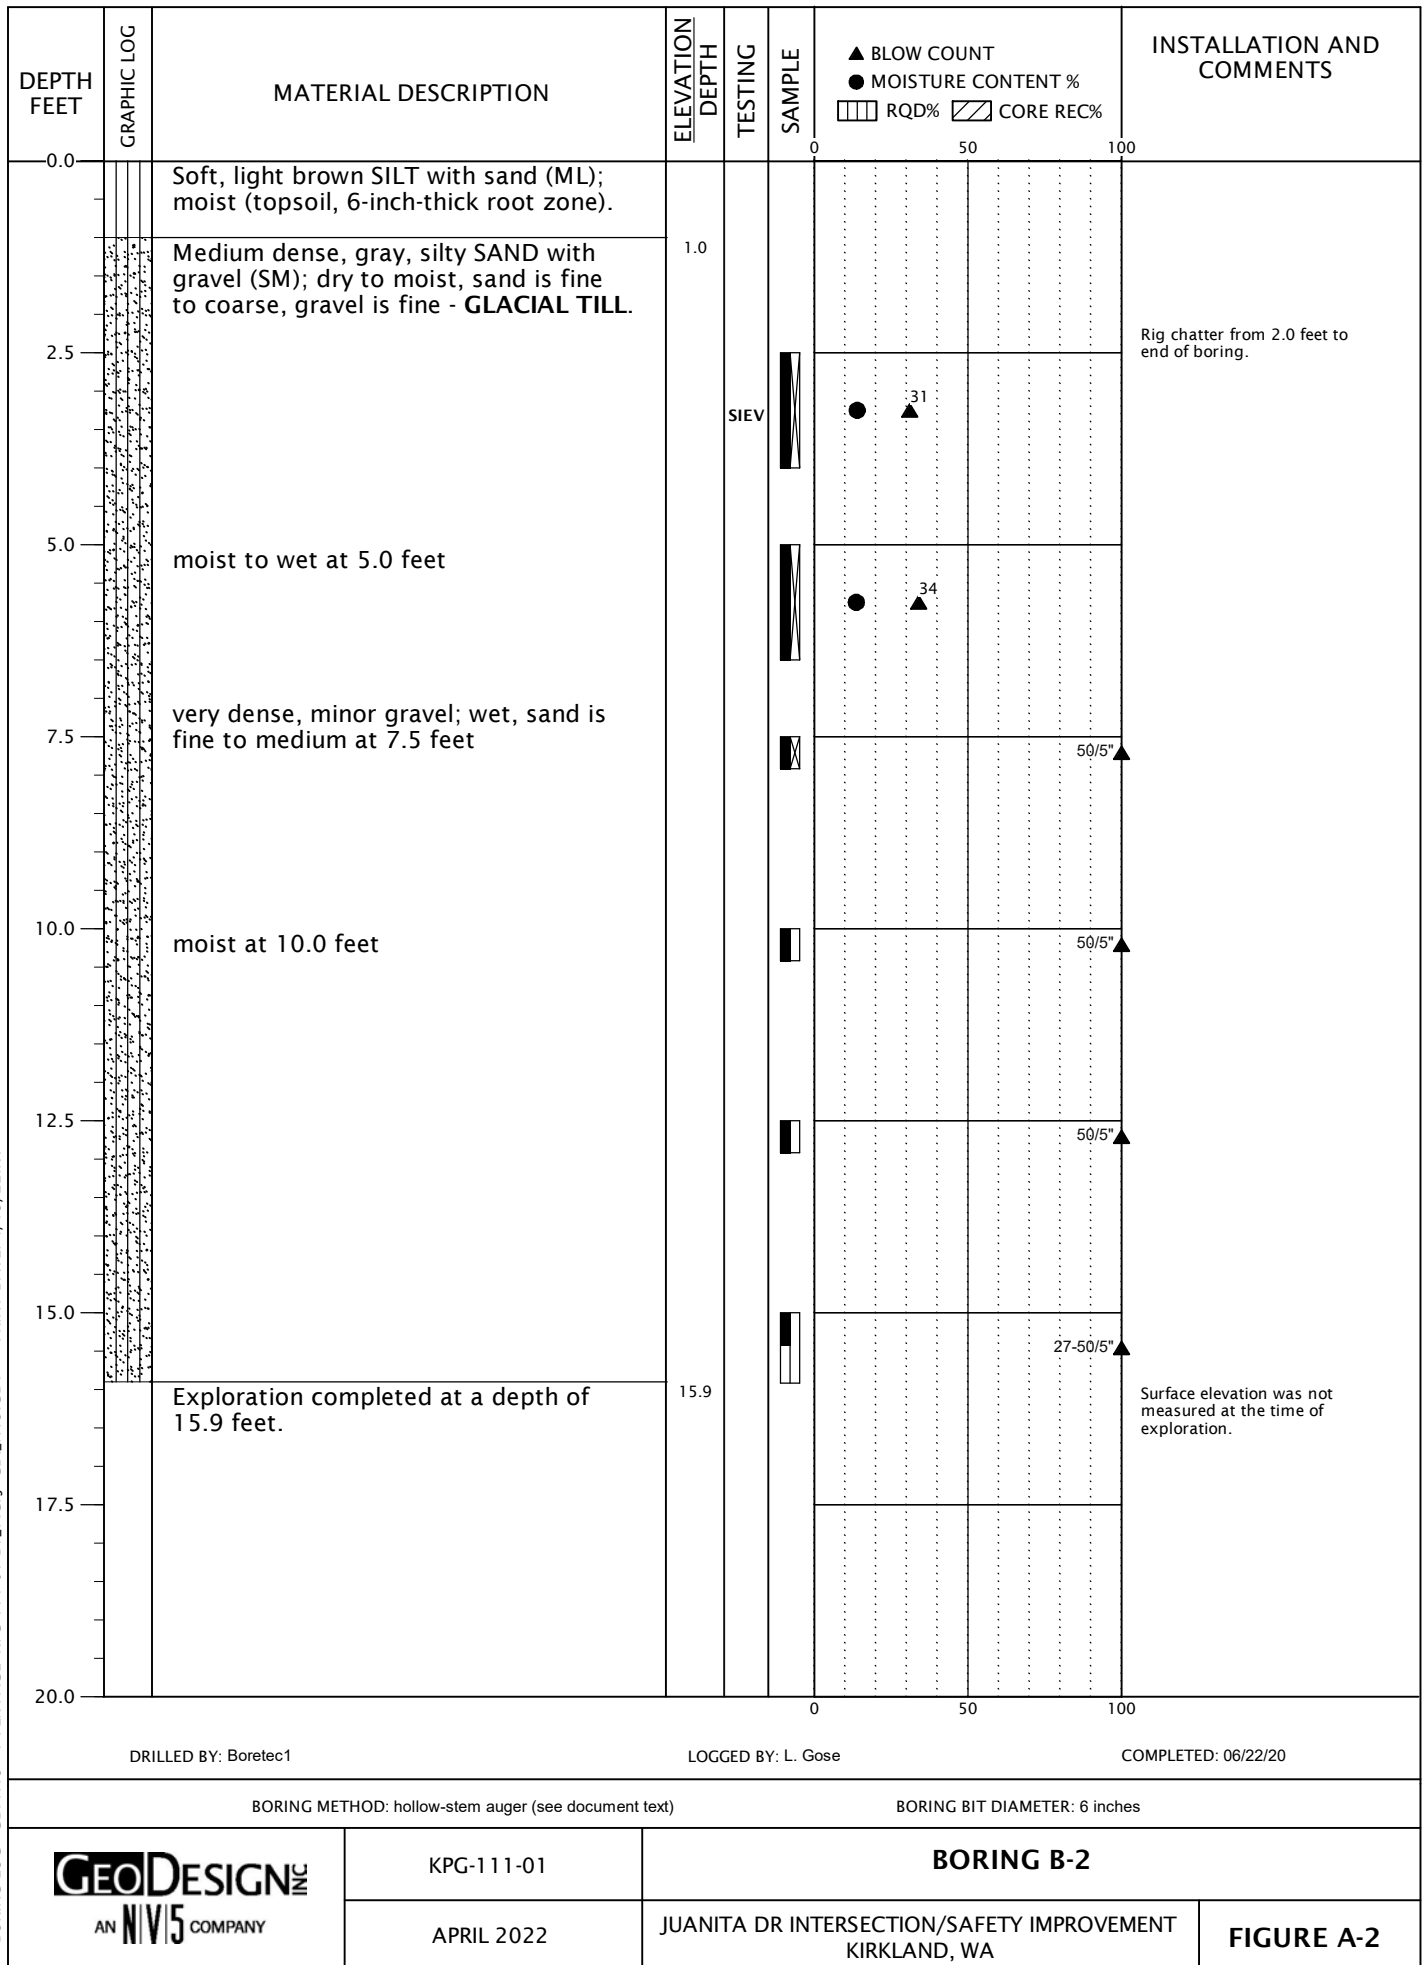 DEPTH
FEET
GRAPHIC LOG
MATERIAL DESCRIPTION
ELEVATION
DEPTH
TESTING
SAMPLE
▲ BLOW COUNT
● MOISTURE CONTENT %
RQD% CORE REC%
INSTALLATION AND
COMMENTS
0 50 100
0.0
Soft, light brown SILT with sand (ML);
moist (topsoil, 6-inch-thick root zone).
Medium dense, gray, silty SAND with
gravel (SM); dry to moist, sand is fine
to coarse, gravel is fine - GLACIAL TILL.
1.0
Rig chatter from 2.0 feet to
end of boring.
2.5
SIEV
31
5.0
moist to wet at 5.0 feet
34
very dense, minor gravel; wet, sand is
fine to medium at 7.5 feet
7.5
50/5"
10.0
moist at 10.0 feet
50/5"
12.5
50/5"
15.0
27-50/5"
Exploration completed at a depth of
15.9 feet.
15.9
Surface elevation was not
measured at the time of
exploration.
17.5
20.0
0 50 100
DRILLED BY: Boretec1
LOGGED BY: L. Gose
COMPLETED: 06/22/20
BORING METHOD: hollow-stem auger (see document text)
BORING BIT DIAMETER: 6 inches
GEODESIGN INC
AN NV5 COMPANY
KPG-111-01
APRIL 2022
BORING B-2
JUANITA DR INTERSECTION/SAFETY IMPROVEMENT
KIRKLAND, WA
FIGURE A-2